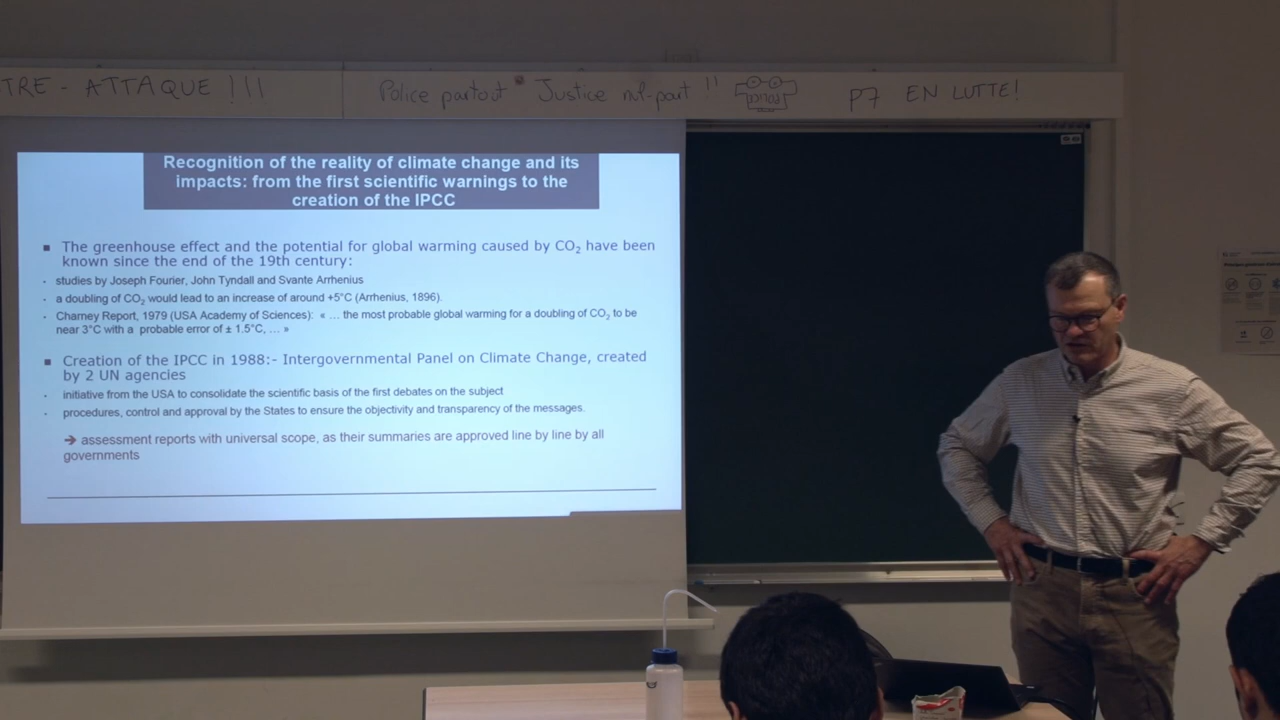 TRE - ATTAQUE !!!
Police partout Justice nul-part !! POLICE P7 EN LUTTE!
Recognition of the reality of climate change and its
impacts: from the first scientific warnings to the
creation of the IPCC
▪ The greenhouse effect and the potential for global warming caused by CO₂ have been
known since the end of the 19th century:
· studies by Joseph Fourier, John Tyndall and Svante Arrhenius
· a doubling of CO₂ would lead to an increase of around +5°C (Arrhenius, 1896).
· Charney Report, 1979 (USA Academy of Sciences): « … the most probable global warming for a doubling of CO₂ to be
near 3°C with a probable error of ± 1.5°C, … »
▪ Creation of the IPCC in 1988:- Intergovernmental Panel on Climate Change, created
by 2 UN agencies
· initiative from the USA to consolidate the scientific basis of the first debates on the subject
· procedures, control and approval by the States to ensure the objectivity and transparency of the messages.
➔ assessment reports with universal scope, as their summaries are approved line by line by all
governments